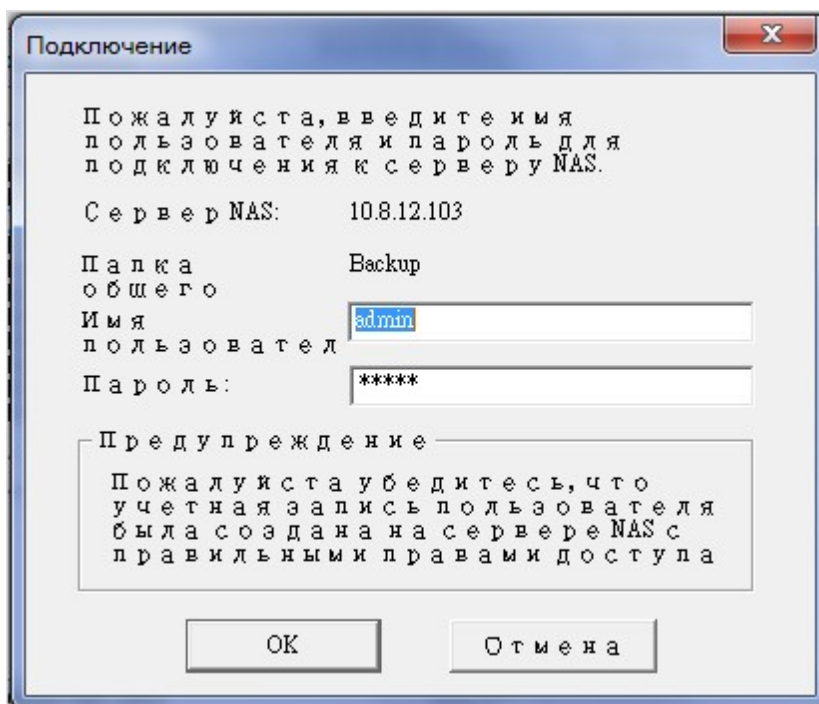 Подключение
Пожалуйста, введите имя
пользователя и пароль для
подключения к серверу NAS.
Сервер NAS: 10.8.12.103
Папка Backup
обшего
Имя admin
пользовател
Пароль: *****
Предупреждение
Пожалуйста убедитесь, что
учетная запись пользователя
была создана на сервере NAS с
правильными правами доступа
OK Отмена